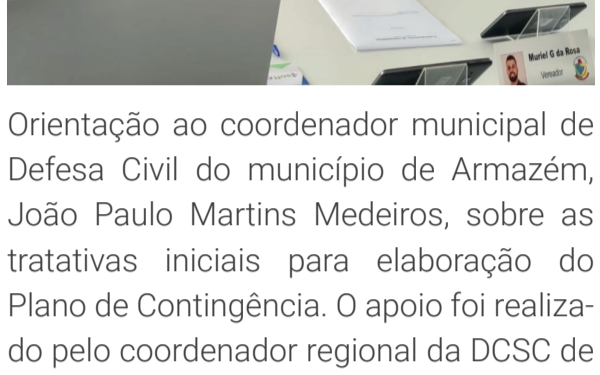 Muriel G da Rosa
Vereador
Orientação ao coordenador municipal de
Defesa Civil do município de Armazém,
João Paulo Martins Medeiros, sobre as
tratativas iniciais para elaboração do
Plano de Contingência. O apoio foi realiza-
do pelo coordenador regional da DCSC de